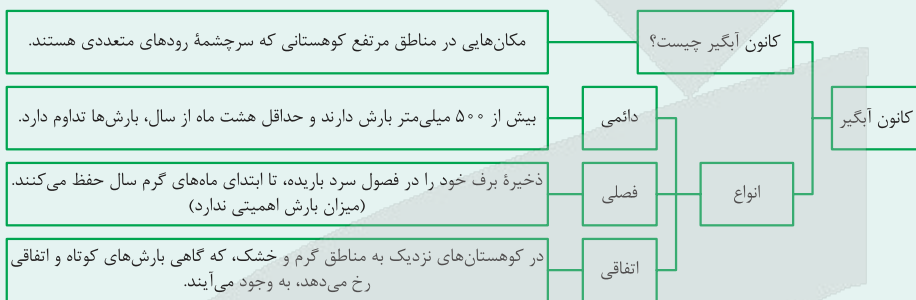 کانون آبگیر
کانون آبگیر چیست؟
مکان‌هایی در مناطق مرتفع کوهستانی که سرچشمهٔ رودهای متعددی هستند.
انواع
دائمی
بیش از ۵۰۰ میلی‌متر بارش دارند و حداقل هشت ماه از سال، بارش‌ها تداوم دارد.
فصلی
ذخیرهٔ برف خود را در فصول سرد باریده، تا ابتدای ماه‌های گرم سال حفظ می‌کنند.
(میزان بارش اهمیتی ندارد)
اتفاقی
در کوهستان‌های نزدیک به مناطق گرم و خشک، که گاهی بارش‌های کوتاه و اتفاقی
رخ می‌دهد، به وجود می‌آیند.